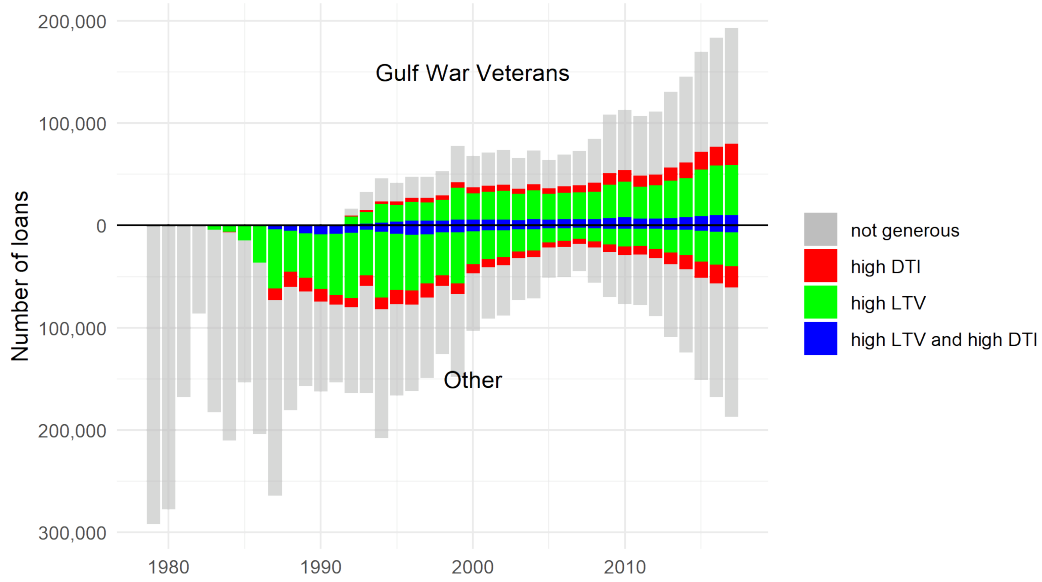 200,000
Gulf War Veterans
100,000
0
100,000
Other
200,000
300,000
1980
1990
2000
2010
Number of loans
not generous
high DTI
high LTV
high LTV and high DTI